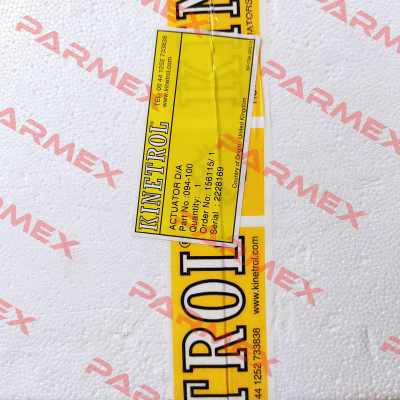 KINETROL®
TEL: 00 44 1252 733838
www.kinetrol.com
ACTUATOR D/A
Part No :094-100
Quantity: 1
Order No: 156115/ 1
Serial : 2228169
Country of Origin : United Kingdom
TROL
www.kinetrol.com
44 1252 733838
PARMEX
PARMEX
PARMEX
PARMEX
PARMEX
PARMEX